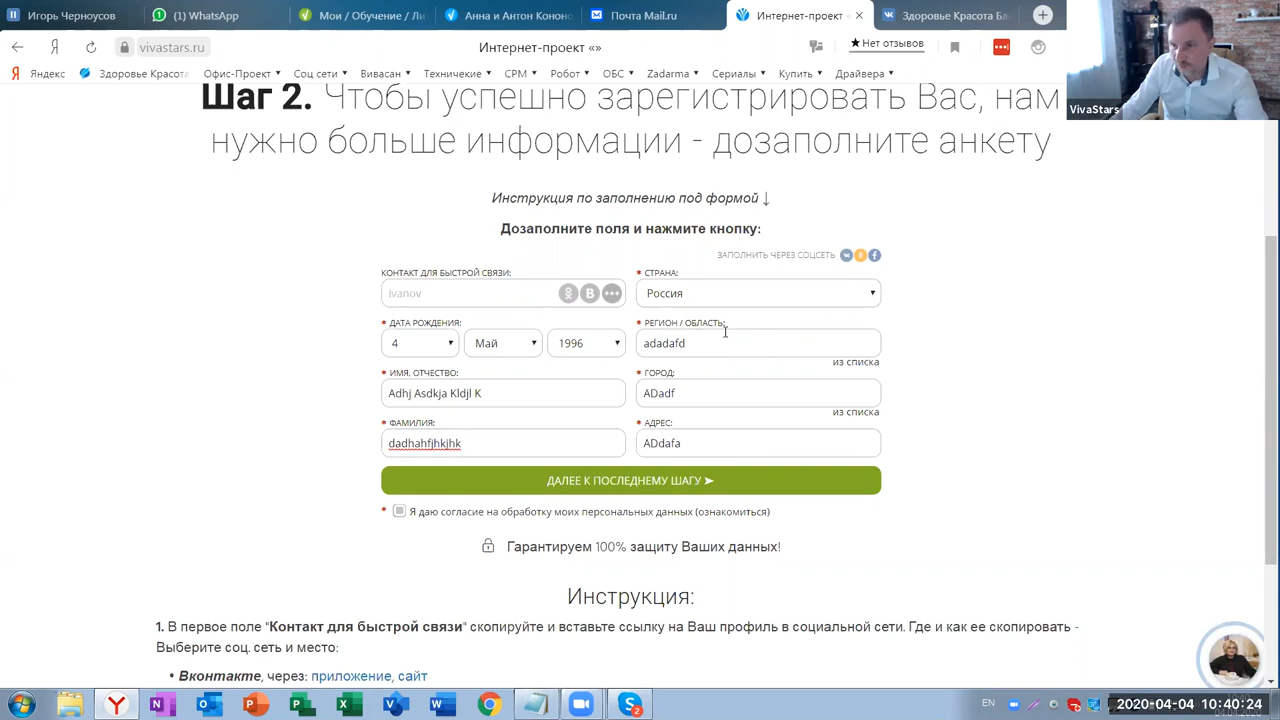 Игорь Черноусов
(1) WhatsApp
Мои / Обучение / Ли
Анна и Антон Кононо
Почта Mail.ru
Интернет-проект «»
Здоровье Красота Бл
vivastars.ru
Интернет-проект «»
Нет отзывов
Яндекс
Здоровье Красота
Офис-Проект
Соц сети
Вивасан
Техничекие
СРМ
Робот
ОБС
Zadarma
Сериалы
Купить
Драйвера
VivaStars
Шаг 2. Чтобы успешно зарегистрировать Вас, нам
нужно больше информации - дозаполните анкету
Инструкция по заполнению под формой ↓
Дозаполните поля и нажмите кнопку:
ЗАПОЛНИТЬ ЧЕРЕЗ СОЦСЕТЬ
КОНТАКТ ДЛЯ БЫСТРОЙ СВЯЗИ:
* СТРАНА:
ivanov
Россия
* ДАТА РОЖДЕНИЯ:
* РЕГИОН / ОБЛАСТЬ:
4
Май
1996
adadafd
из списка
* ИМЯ, ОТЧЕСТВО:
* ГОРОД:
Adhj Asdkja Kldjl K
ADadf
из списка
* ФАМИЛИЯ:
* АДРЕС:
dadhahfjhkjhk
ADdafa
ДАЛЕЕ К ПОСЛЕДНЕМУ ШАГУ ➤
* Я даю согласие на обработку моих персональных данных (ознакомиться)
Гарантируем 100% защиту Ваших данных!
Инструкция:
1. В первое поле "Контакт для быстрой связи" скопируйте и вставьте ссылку на Ваш профиль в социальной сети. Где и как ее скопировать -
Выберите соц. сеть и место:
• Вконтакте, через: приложение, сайт
EN
2020-04-04 10:40:24